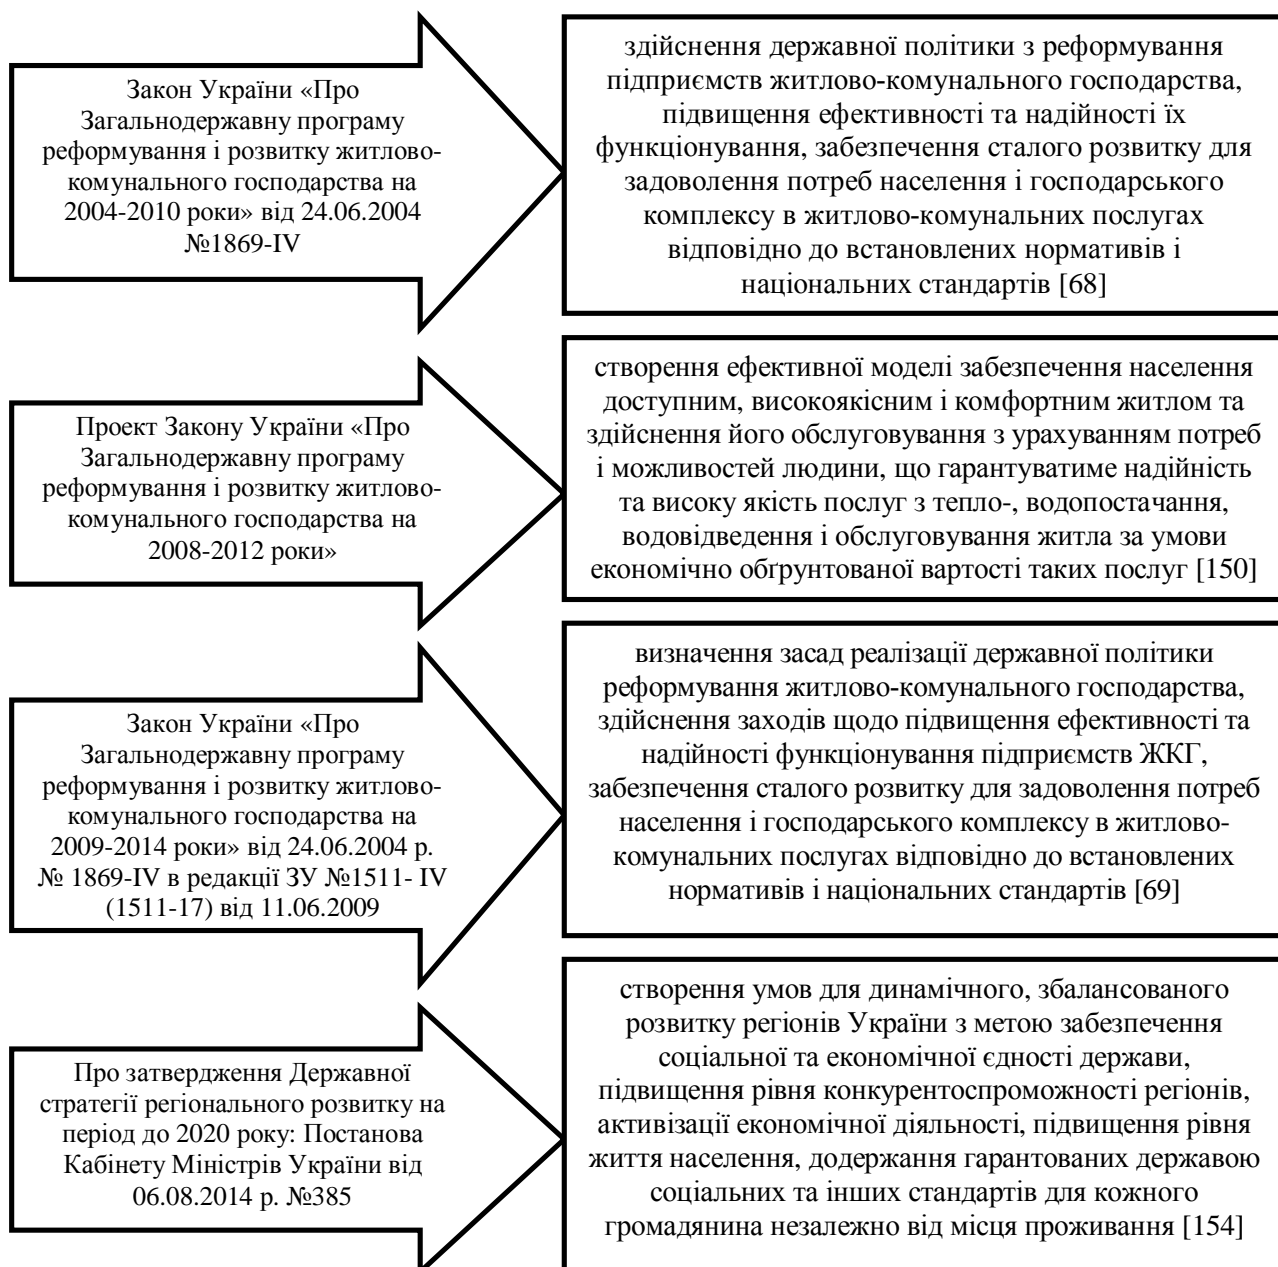 Закон України «Про
Загальнодержавну програму
реформування і розвитку житлово-
комунального господарства на
2004-2010 роки» від 24.06.2004
№1869-IV
здійснення державної політики з реформування
підприємств житлово-комунального господарства,
підвищення ефективності та надійності їх
функціонування, забезпечення сталого розвитку для
задоволення потреб населення і господарського
комплексу в житлово-комунальних послугах
відповідно до встановлених нормативів і
національних стандартів [68]
Проект Закону України «Про
Загальнодержавну програму
реформування і розвитку житлово-
комунального господарства на
2008-2012 роки»
створення ефективної моделі забезпечення населення
доступним, високоякісним і комфортним житлом та
здійснення його обслуговування з урахуванням потреб
і можливостей людини, що гарантуватиме надійність
та високу якість послуг з тепло-, водопостачання,
водовідведення і обслуговування житла за умови
економічно обґрунтованої вартості таких послуг [150]
Закон України «Про
Загальнодержавну програму
реформування і розвитку житлово-
комунального господарства на
2009-2014 роки» від 24.06.2004 р.
№ 1869-IV в редакції ЗУ №1511- IV
(1511-17) від 11.06.2009
визначення засад реалізації державної політики
реформування житлово-комунального господарства,
здійснення заходів щодо підвищення ефективності та
надійності функціонування підприємств ЖКГ,
забезпечення сталого розвитку для задоволення потреб
населення і господарського комплексу в житлово-
комунальних послугах відповідно до встановлених
нормативів і національних стандартів [69]
Про затвердження Державної
стратегії регіонального розвитку на
період до 2020 року: Постанова
Кабінету Міністрів України від
06.08.2014 р. №385
створення умов для динамічного, збалансованого
розвитку регіонів України з метою забезпечення
соціальної та економічної єдності держави,
підвищення рівня конкурентоспроможності регіонів,
активізації економічної діяльності, підвищення рівня
життя населення, додержання гарантованих державою
соціальних та інших стандартів для кожного
громадянина незалежно від місця проживання [154]